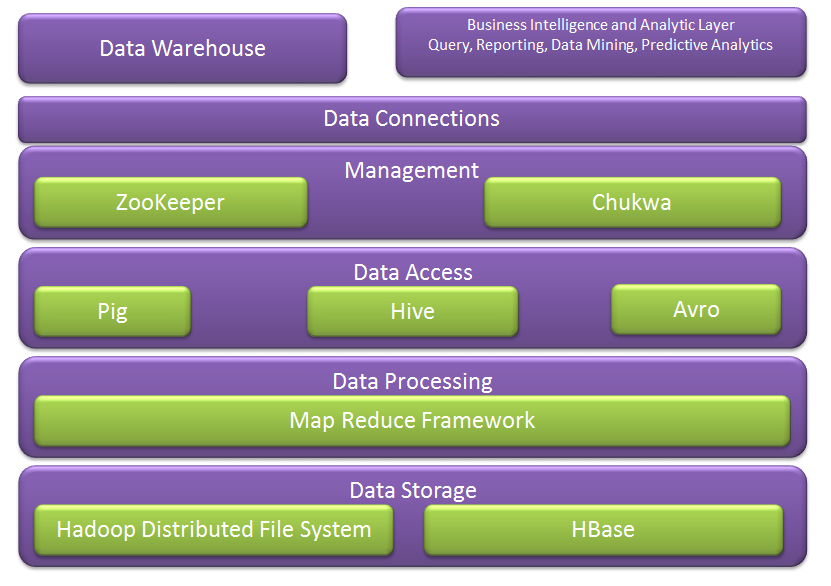 Data Warehouse
Business Intelligence and Analytic Layer
Query, Reporting, Data Mining, Predictive Analytics
Data Connections
Management
ZooKeeper
Chukwa
Data Access
Pig
Hive
Avro
Data Processing
Map Reduce Framework
Data Storage
Hadoop Distributed File System
HBase